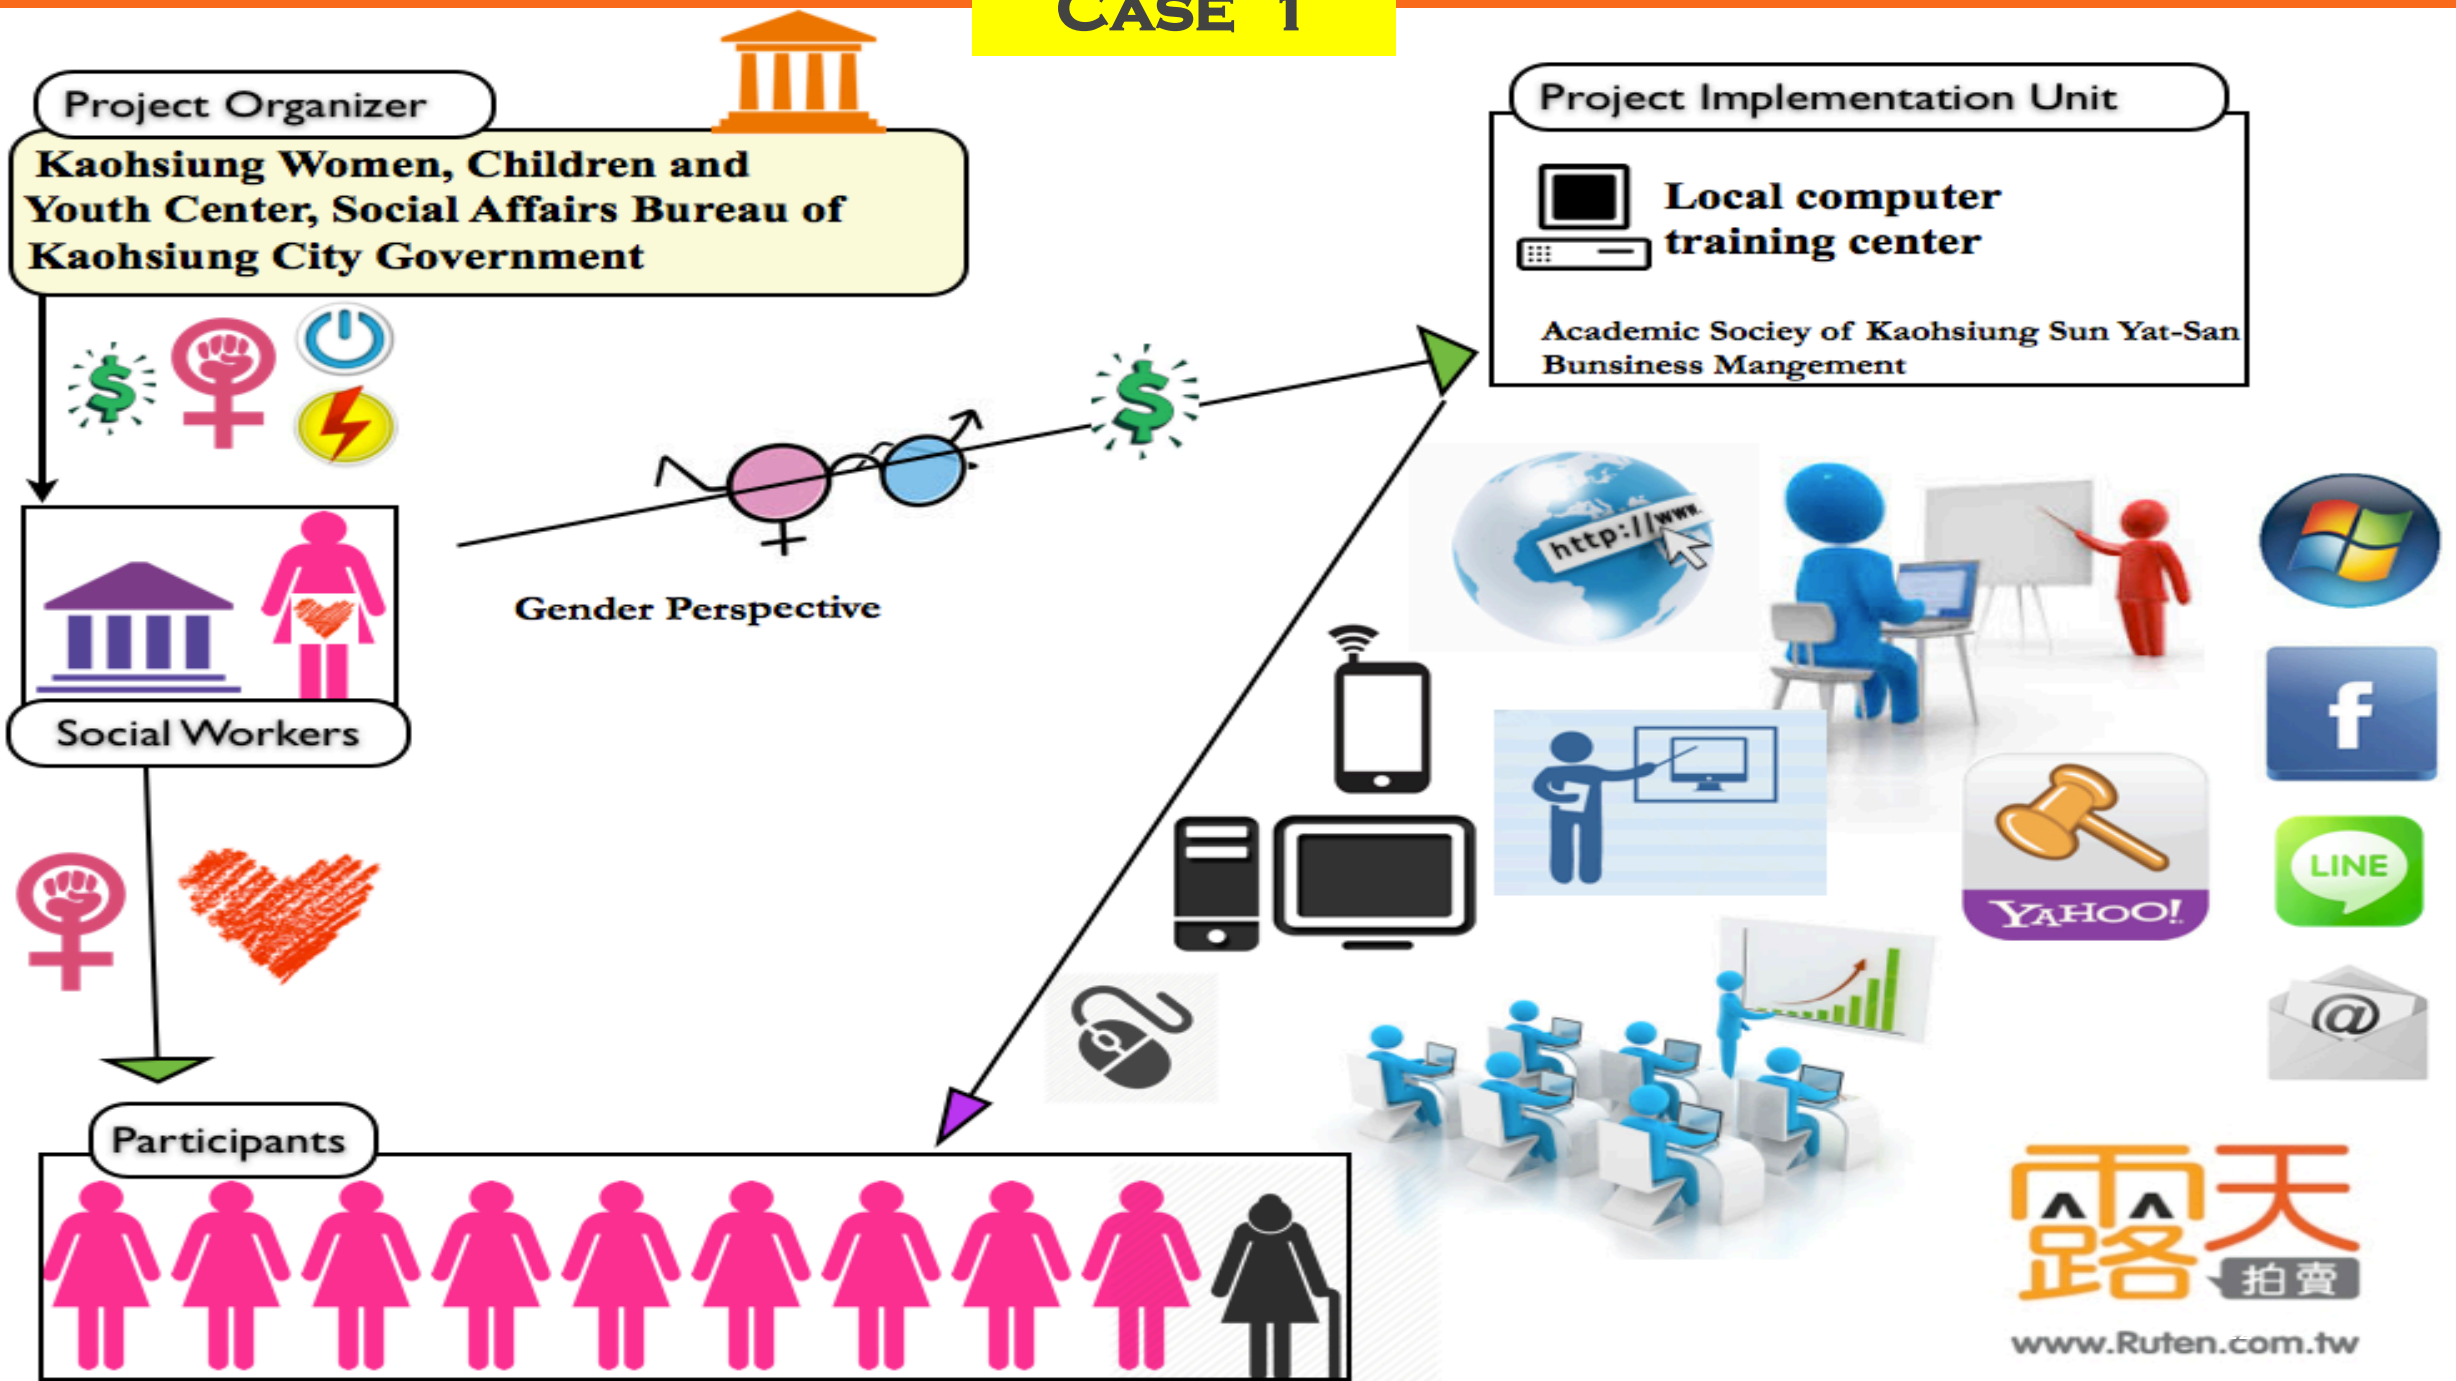 CASE 1
Project Organizer
Kaohsiung Women, Children and
Youth Center, Social Affairs Bureau of
Kaohsiung City Government
Project Implementation Unit
Local computer
training center
Academic Sociey of Kaohsiung Sun Yat-San
Bunsiness Mangement
Gender Perspective
http://www.
Social Workers
f
YAHOO!
LINE
@
Participants
露天
拍賣
www.Ruten.com.tw